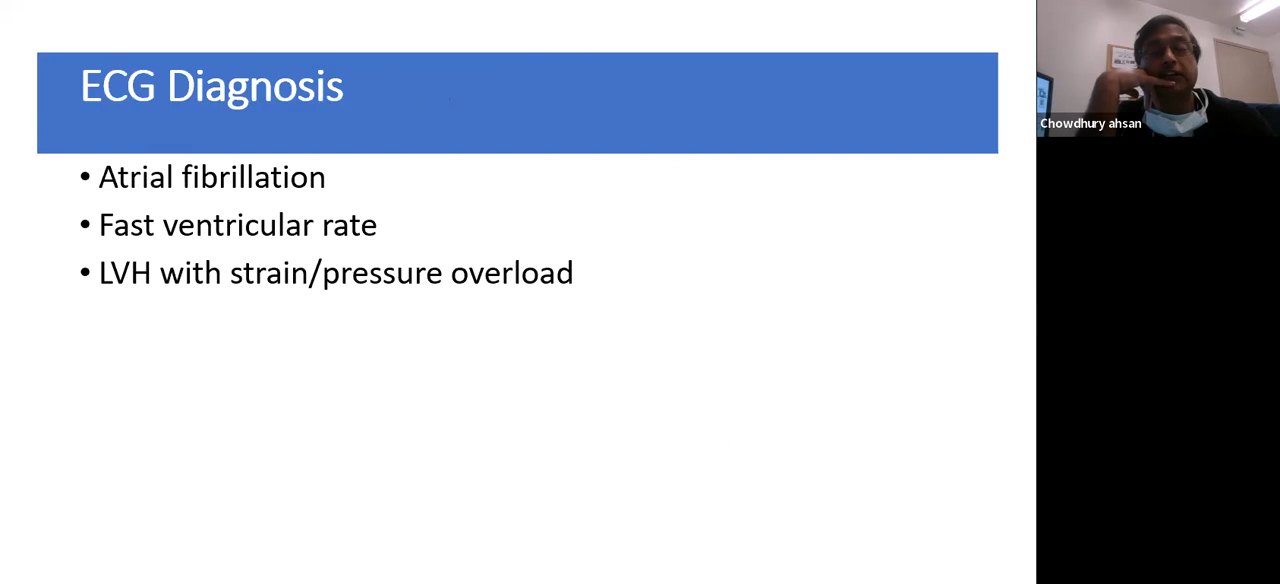 ECG Diagnosis
• Atrial fibrillation
• Fast ventricular rate
• LVH with strain/pressure overload
Chowdhury ahsan